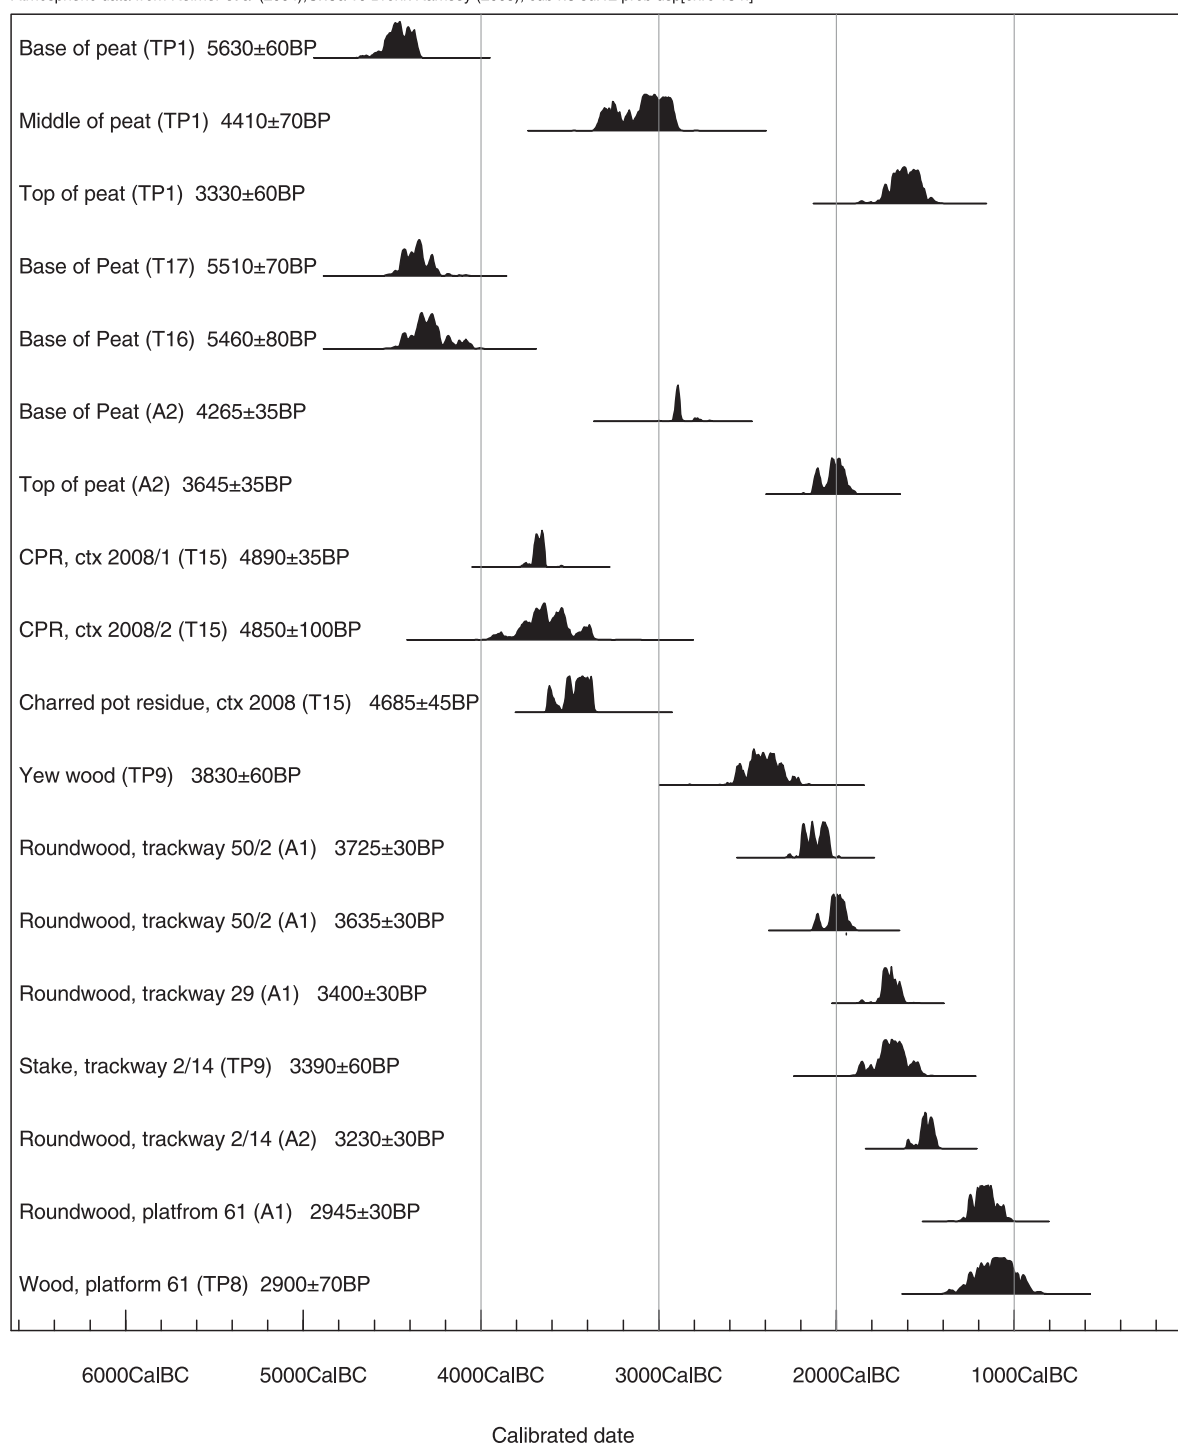 Base of peat (TP1) 5630±60BP
Middle of peat (TP1) 4410±70BP
Top of peat (TP1) 3330±60BP
Base of Peat (T17) 5510±70BP
Base of Peat (T16) 5460±80BP
Base of Peat (A2) 4265±35BP
Top of peat (A2) 3645±35BP
CPR, ctx 2008/1 (T15) 4890±35BP
CPR, ctx 2008/2 (T15) 4850±100BP
Charred pot residue, ctx 2008 (T15) 4685±45BP
Yew wood (TP9) 3830±60BP
Roundwood, trackway 50/2 (A1) 3725±30BP
Roundwood, trackway 50/2 (A1) 3635±30BP
Roundwood, trackway 29 (A1) 3400±30BP
Stake, trackway 2/14 (TP9) 3390±60BP
Roundwood, trackway 2/14 (A2) 3230±30BP
Roundwood, platfrom 61 (A1) 2945±30BP
Wood, platform 61 (TP8) 2900±70BP
6000CalBC 5000CalBC 4000CalBC 3000CalBC 2000CalBC 1000CalBC
Calibrated date